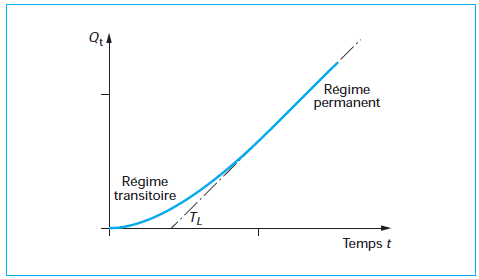 Qt
Régime
permanent
Régime
transitoire
TL
Temps t